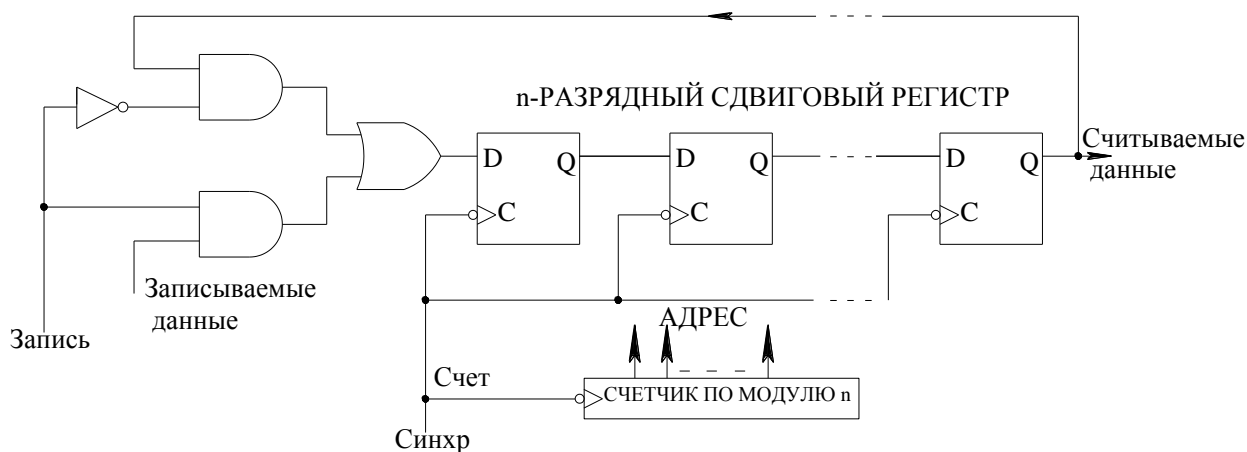 n-РАЗРЯДНЫЙ СДВИГОВЫЙ РЕГИСТР
Считываемые
данные
D Q
C
D Q
C
D Q
C
Записываемые
данные
Запись
АДРЕС
Счет
СЧЕТЧИК ПО МОДУЛЮ n
Синхр